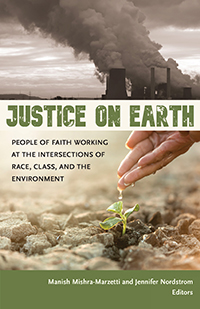 JUSTICE ON EARTH
PEOPLE OF FAITH WORKING
AT THE INTERSECTIONS OF
RACE, CLASS, AND THE
ENVIRONMENT
Manish Mishra-Marzetti and Jennifer Nordstrom
Editors